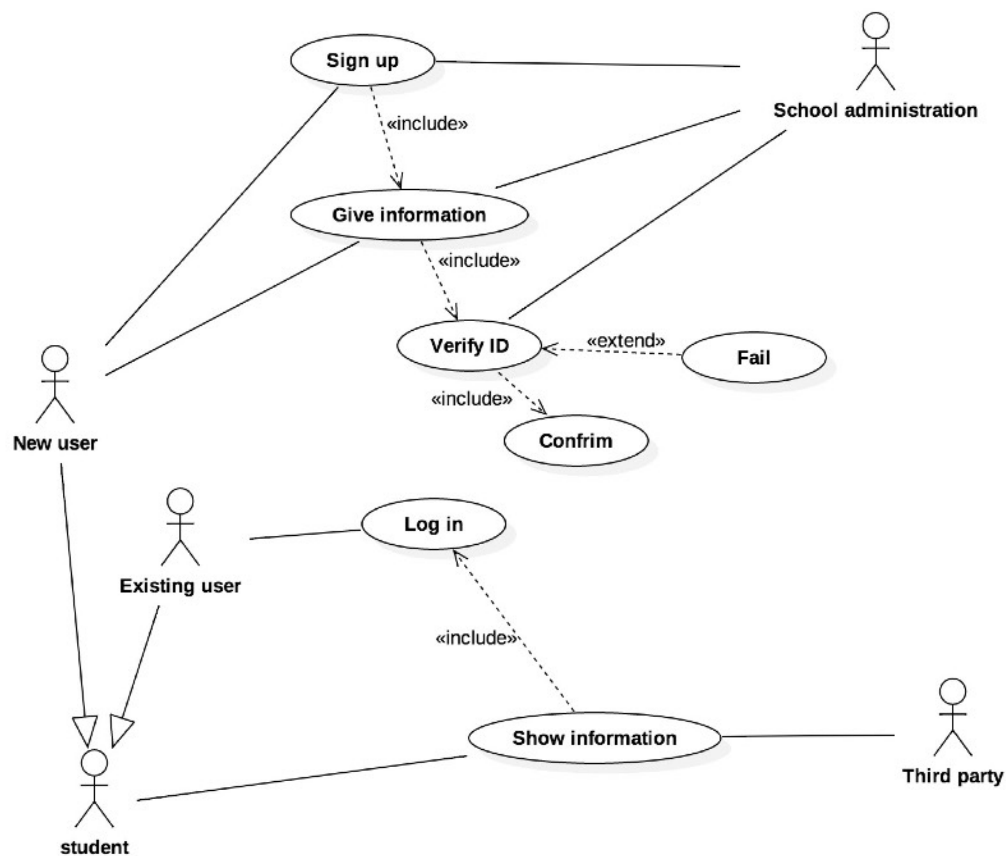 Sign up
School administration
«include»
Give information
«include»
Verify ID
«extend»
Fail
«include»
Confrim
New user
Log in
Existing user
«include»
Show information
Third party
student